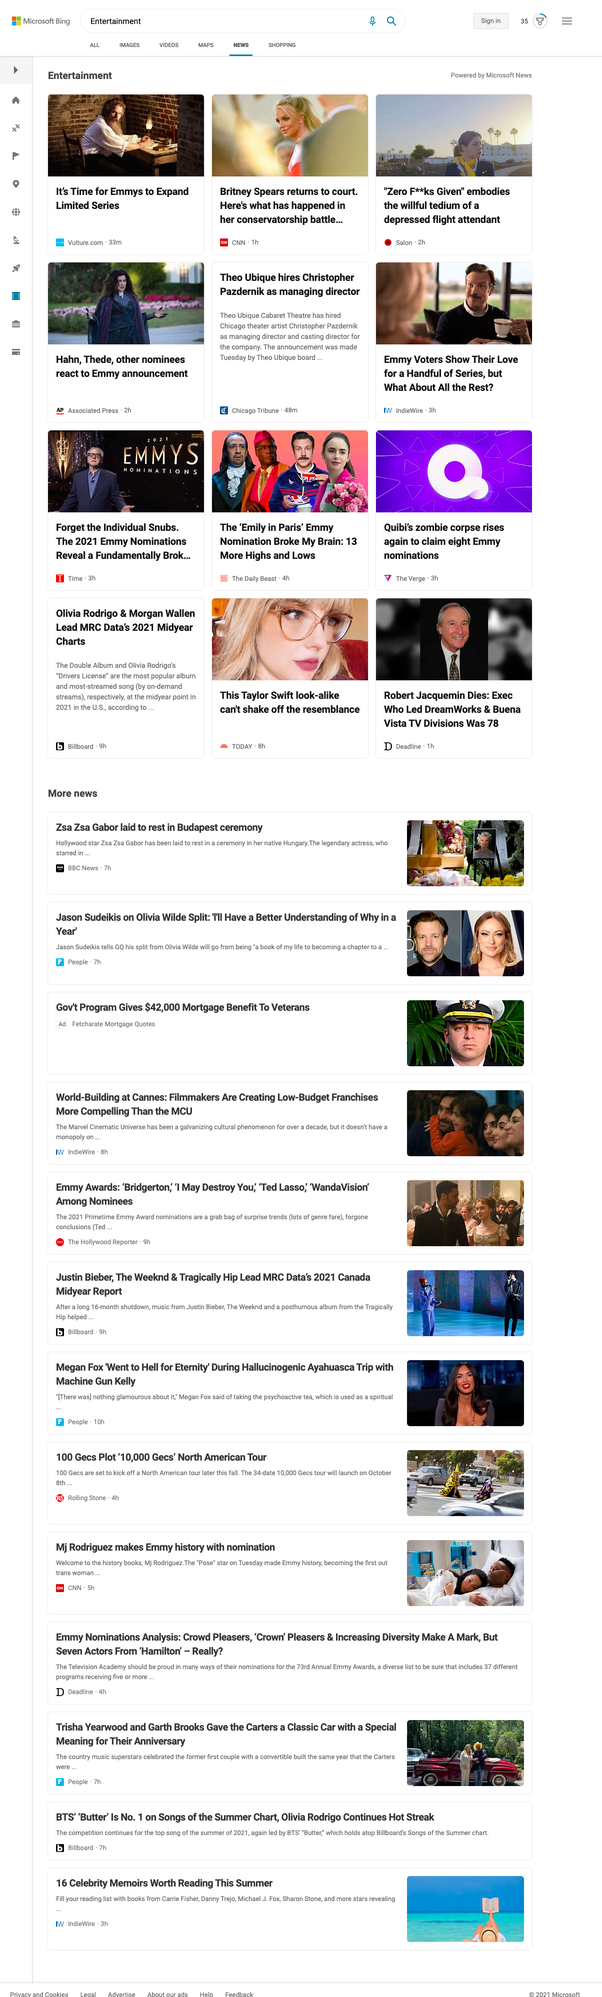 Microsoft Bing
Entertainment
Sign in
35
ALL
IMAGES
VIDEOS
MAPS
NEWS
SHOPPING
Entertainment
Powered by Microsoft News
It's Time for Emmys to Expand
Limited Series
Vulture.com · 33m
Britney Spears returns to court.
Here's what has happened in
her conservatorship battle...
CNN · 1h
"Zero F**ks Given" embodies
the willful tedium of a
depressed flight attendant
Salon · 2h
Hahn, Thede, other nominees
react to Emmy announcement
AP
Associated Press · 2h
Theo Ubique hires Christopher
Pazdernik as managing director
Theo Ubique Cabaret Theatre has hired
Chicago theater artist Christopher Pazdernik
as managing director and casting director for
the company. The announcement was made
Tuesday by Theo Ubique board ...
Chicago Tribune · 48m
Emmy Voters Show Their Love
for a Handful of Series, but
What About All the Rest?
IW
IndieWire · 3h
2021
EMMYS
NOMINATIONS
Forget the Individual Snubs.
The 2021 Emmy Nominations
Reveal a Fundamentally Brok...
Time · 3h
The 'Emily in Paris' Emmy
Nomination Broke My Brain: 13
More Highs and Lows
The Daily Beast · 4h
Quibi's zombie corpse rises
again to claim eight Emmy
nominations
The Verge · 3h
Olivia Rodrigo & Morgan Wallen
Lead MRC Data's 2021 Midyear
Charts
The Double Album and Olivia Rodrigo's
"Drivers License" are the most popular album
and most-streamed song (by on-demand
streams), respectively, at the midyear point in
2021 in the U.S., according to ...
Billboard · 9h
This Taylor Swift look-alike
can't shake off the resemblance
TODAY · 8h
Robert Jacquemin Dies: Exec
Who Led DreamWorks & Buena
Vista TV Divisions Was 78
Deadline · 1h
More news
Zsa Zsa Gabor laid to rest in Budapest ceremony
Hollywood star Zsa Zsa Gabor has been laid to rest in a ceremony in her native Hungary.The legendary actress, who
starred in ...
BBC News · 7h
Jason Sudeikis on Olivia Wilde Split: 'I'll Have a Better Understanding of Why in a
Year'
Jason Sudeikis tells GQ his split from Olivia Wilde will go from being "a book of my life to becoming a chapter to a ...
People · 7h
Gov't Program Gives $42,000 Mortgage Benefit To Veterans
Ad
Fetcharate Mortgage Quotes
World-Building at Cannes: Filmmakers Are Creating Low-Budget Franchises
More Compelling Than the MCU
The Marvel Cinematic Universe has been a galvanizing cultural phenomenon for over a decade, but it doesn't have a
monopoly on ...
IW
IndieWire · 8h
Emmy Awards: 'Bridgerton,' 'I May Destroy You,' 'Ted Lasso,' 'WandaVision'
Among Nominees
The 2021 Primetime Emmy Award nominations are a grab bag of surprise trends (lots of genre fare), forgone
conclusions (Ted ...
The Hollywood Reporter · 9h
Justin Bieber, The Weeknd & Tragically Hip Lead MRC Data's 2021 Canada
Midyear Report
After a long 16-month shutdown, music from Justin Bieber, The Weeknd and a posthumous album from the Tragically
Hip helped ...
Billboard · 9h
Megan Fox 'Went to Hell for Eternity' During Hallucinogenic Ayahuasca Trip with
Machine Gun Kelly
"[There was] nothing glamourous about it," Megan Fox said of taking the psychoactive tea, which is used as a spiritual
...
People · 10h
100 Gecs Plot '10,000 Gecs' North American Tour
100 Gecs are set to kick off a North American tour later this fall. The 34-date 10,000 Gecs tour will launch on October
8th ...
Rolling Stone · 4h
Mj Rodriguez makes Emmy history with nomination
Welcome to the history books, Mj Rodriguez.The "Pose" star on Tuesday made Emmy history, becoming the first out
trans woman ...
CNN · 5h
Emmy Nominations Analysis: Crowd Pleasers, 'Crown' Pleasers & Increasing Diversity Make A Mark, But
Seven Actors From 'Hamilton' – Really?
The Television Academy should be proud in many ways of their nominations for the 73rd Annual Emmy Awards, a diverse list to be sure that includes 37 different
programs receiving five or more ...
Deadline · 4h
Trisha Yearwood and Garth Brooks Gave the Carters a Classic Car with a Special
Meaning for Their Anniversary
The country music superstars celebrated the former first couple with a convertible built the same year that the Carters
were ...
People · 7h
BTS' 'Butter' Is No. 1 on Songs of the Summer Chart, Olivia Rodrigo Continues Hot Streak
The competition continues for the top song of the summer of 2021, again led by BTS' "Butter," which holds atop Billboard's Songs of the Summer chart.
Billboard · 7h
16 Celebrity Memoirs Worth Reading This Summer
Fill your reading list with books from Carrie Fisher, Danny Trejo, Michael J. Fox, Sharon Stone, and more stars revealing
...
IW
IndieWire · 3h
Privacy and Cookies
Legal
Advertise
About our ads
Help
Feedback
© 2021 Microsoft